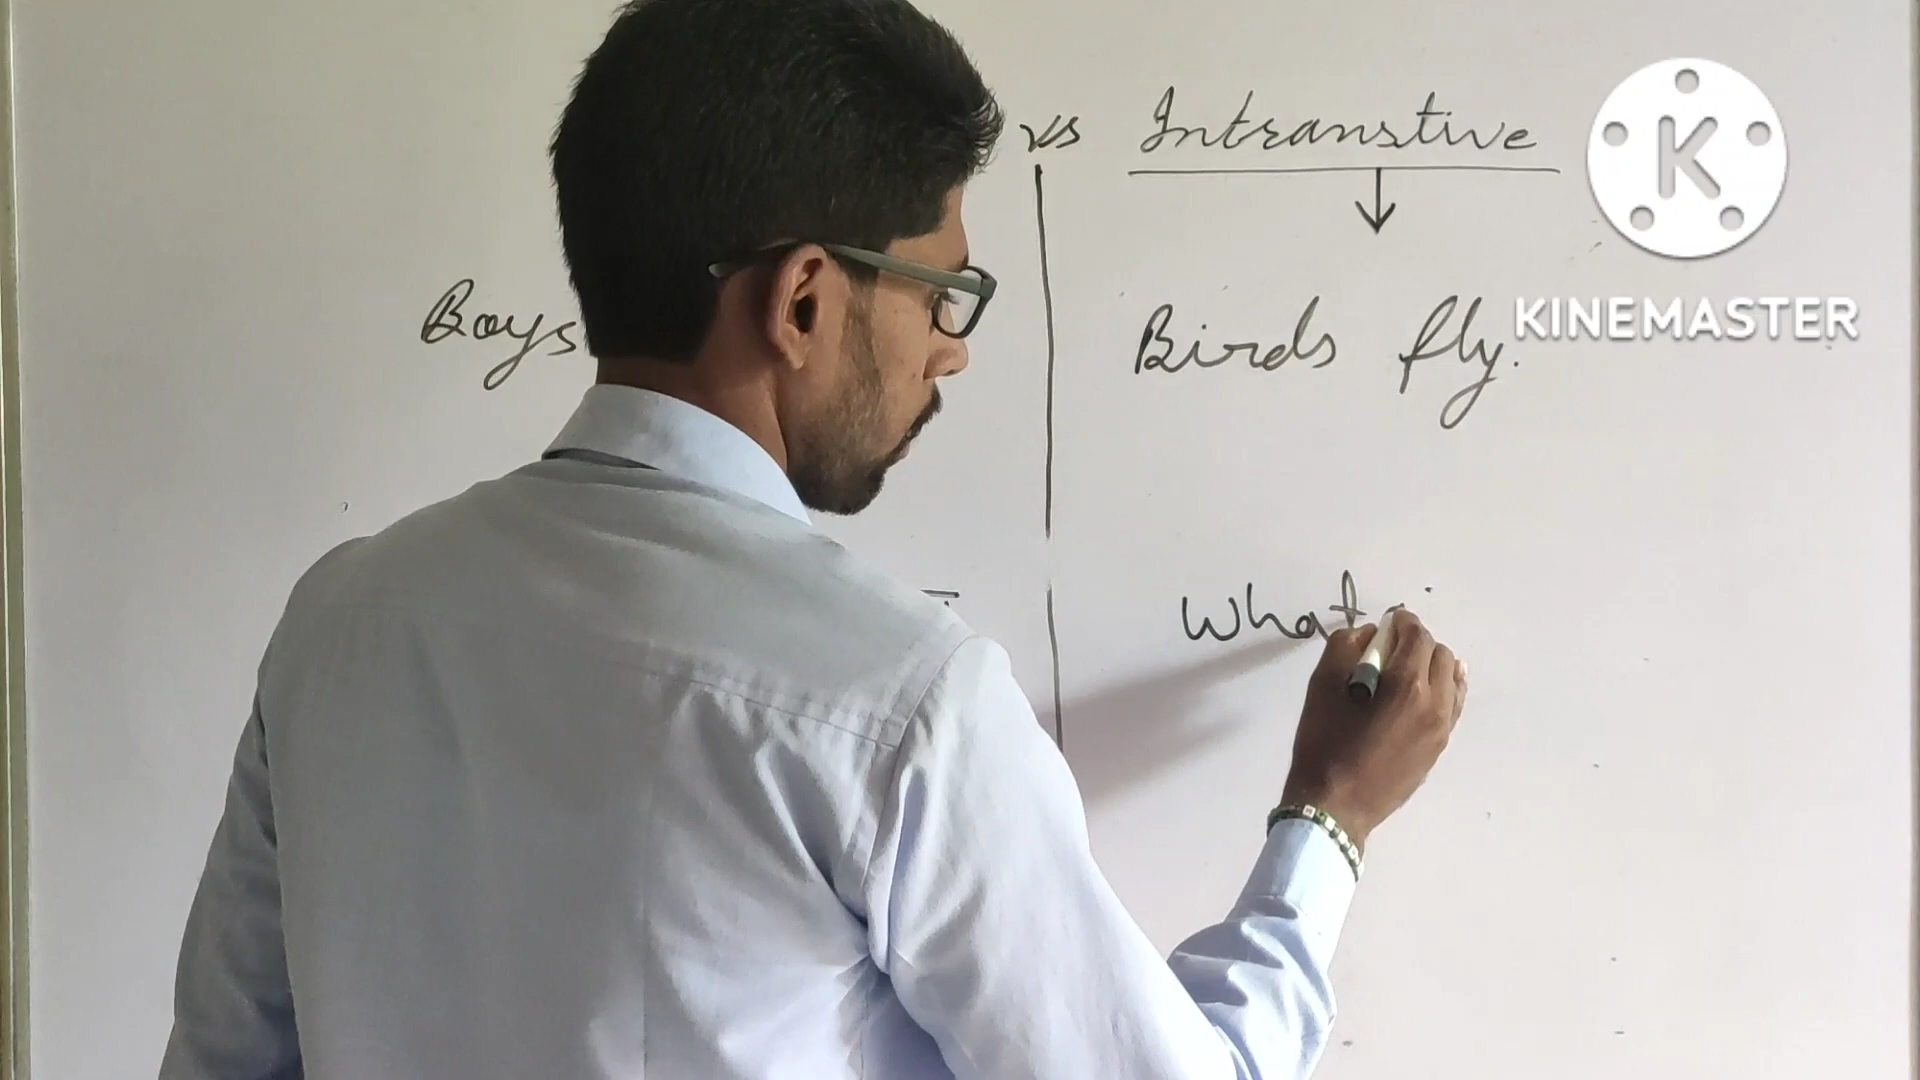 vs Intranstive
Boys
Birds fly.
What
KINEMASTER